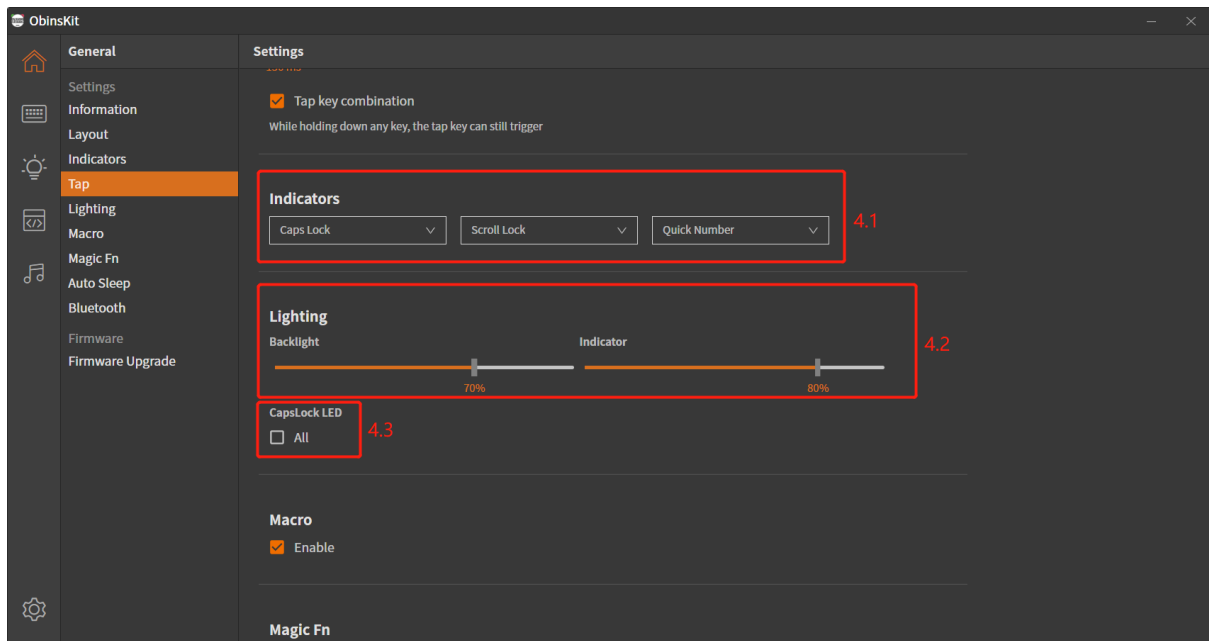 ObinsKit
General
Settings
Settings
Information
Layout
Indicators
Tap
Lighting
Macro
Magic Fn
Auto Sleep
Bluetooth
Firmware
Firmware Upgrade
Tap key combination
While holding down any key, the tap key can still trigger
Indicators
Caps Lock Scroll Lock Quick Number
4.1
Lighting
Backlight Indicator
70% 80%
4.2
CapsLock LED
All
4.3
Macro
Enable
Magic Fn